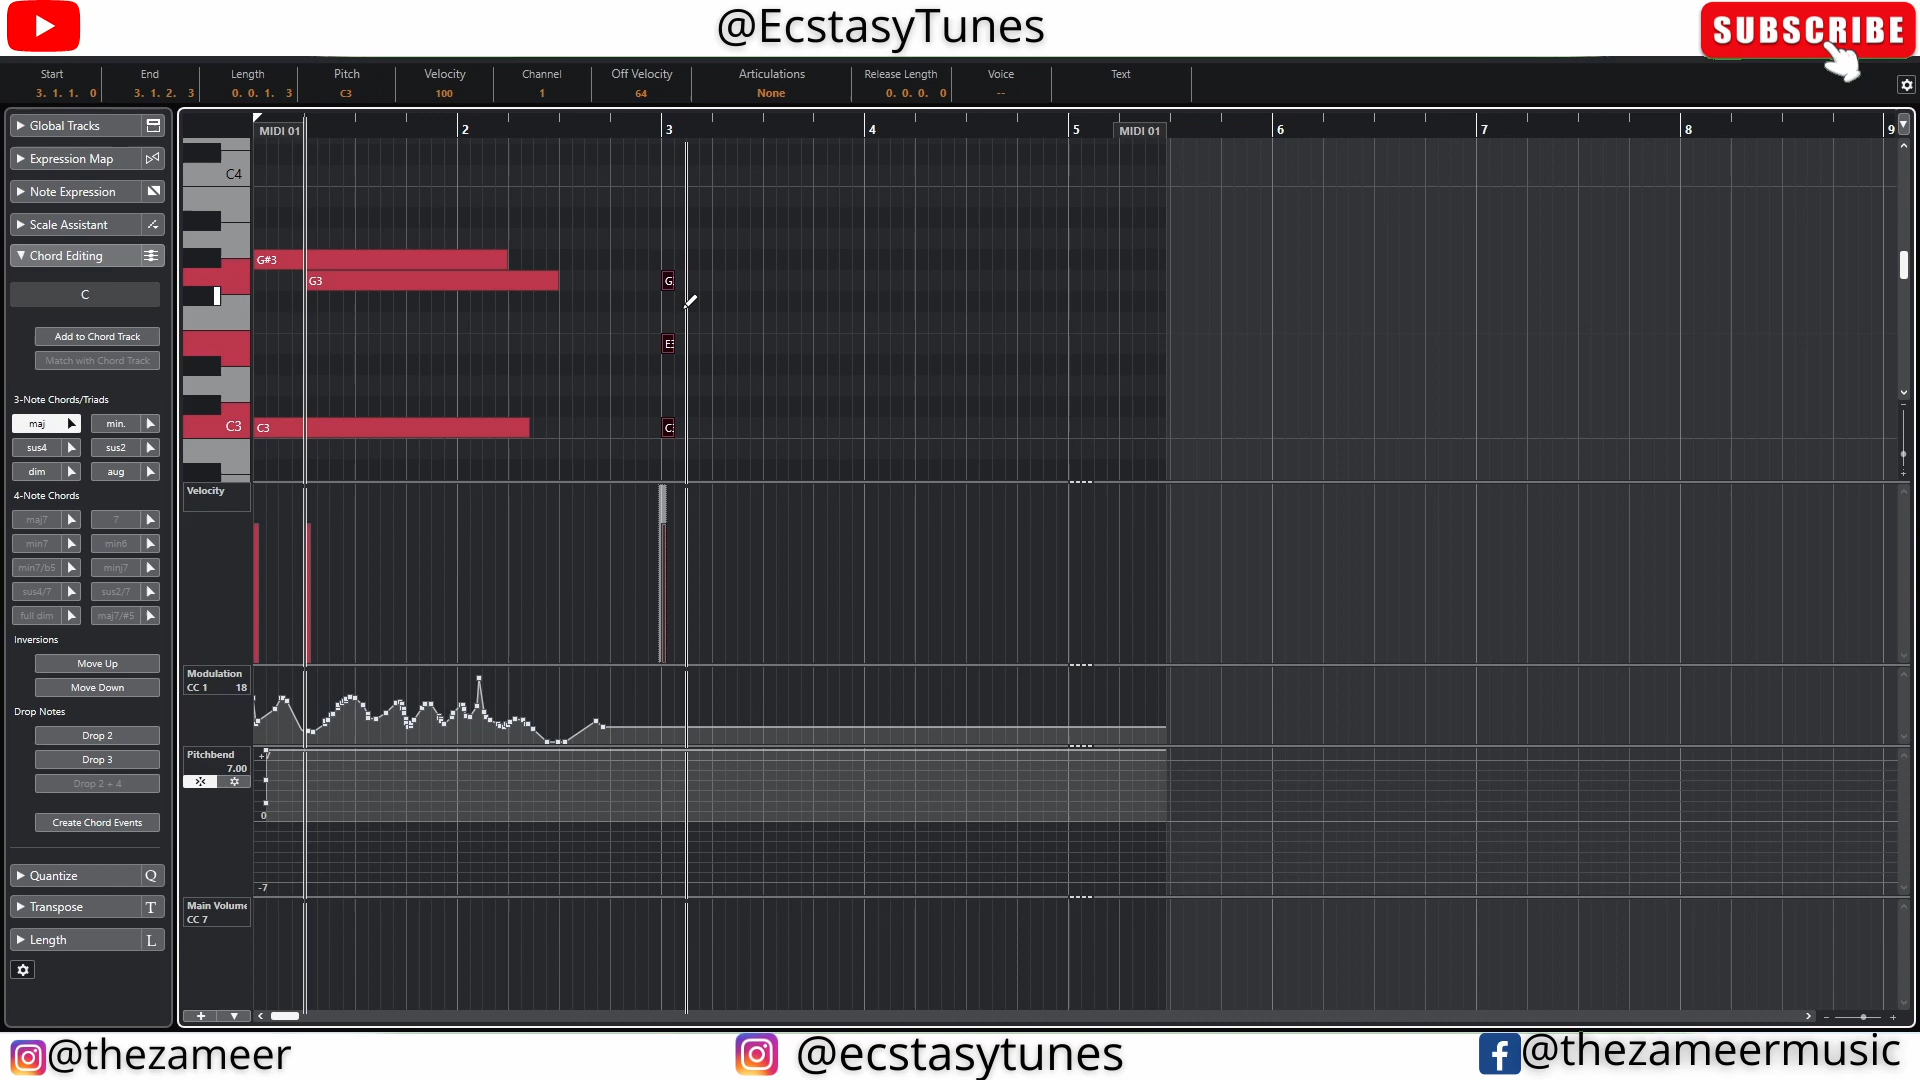 @EcstasyTunes
SUBSCRIBE
Start End Length Pitch Velocity Channel Off Velocity Articulations Release Length Voice Text
3. 1. 1. 0 3. 1. 2. 3 0. 0. 1. 3 C3 100 1 64 None 0. 0. 0. 0 --
Global Tracks
Expression Map
Note Expression
Scale Assistant
Chord Editing
C
Add to Chord Track
Match with Chord Track
3-Note Chords/Triads
maj min.
sus4 sus2
dim aug
4-Note Chords
maj7 7
min7 min6
min7/b5 minj7
sus4/7 sus2/7
full dim maj7/#5
Inversions
Move Up
Move Down
Drop Notes
Drop 2
Drop 3
Drop 2 + 4
Create Chord Events
Quantize Q
Transpose T
Length L
MIDI 01 2 3 4 5 MIDI 01 6 7 8 9
C4
G#3
G3 G
E3
C3 C3 C3
Velocity
Modulation
CC 1 18
Pitchbend
7.00
+7
0
-7
Main Volume
CC 7
@thezameer
@ecstasytunes
@thezameermusic